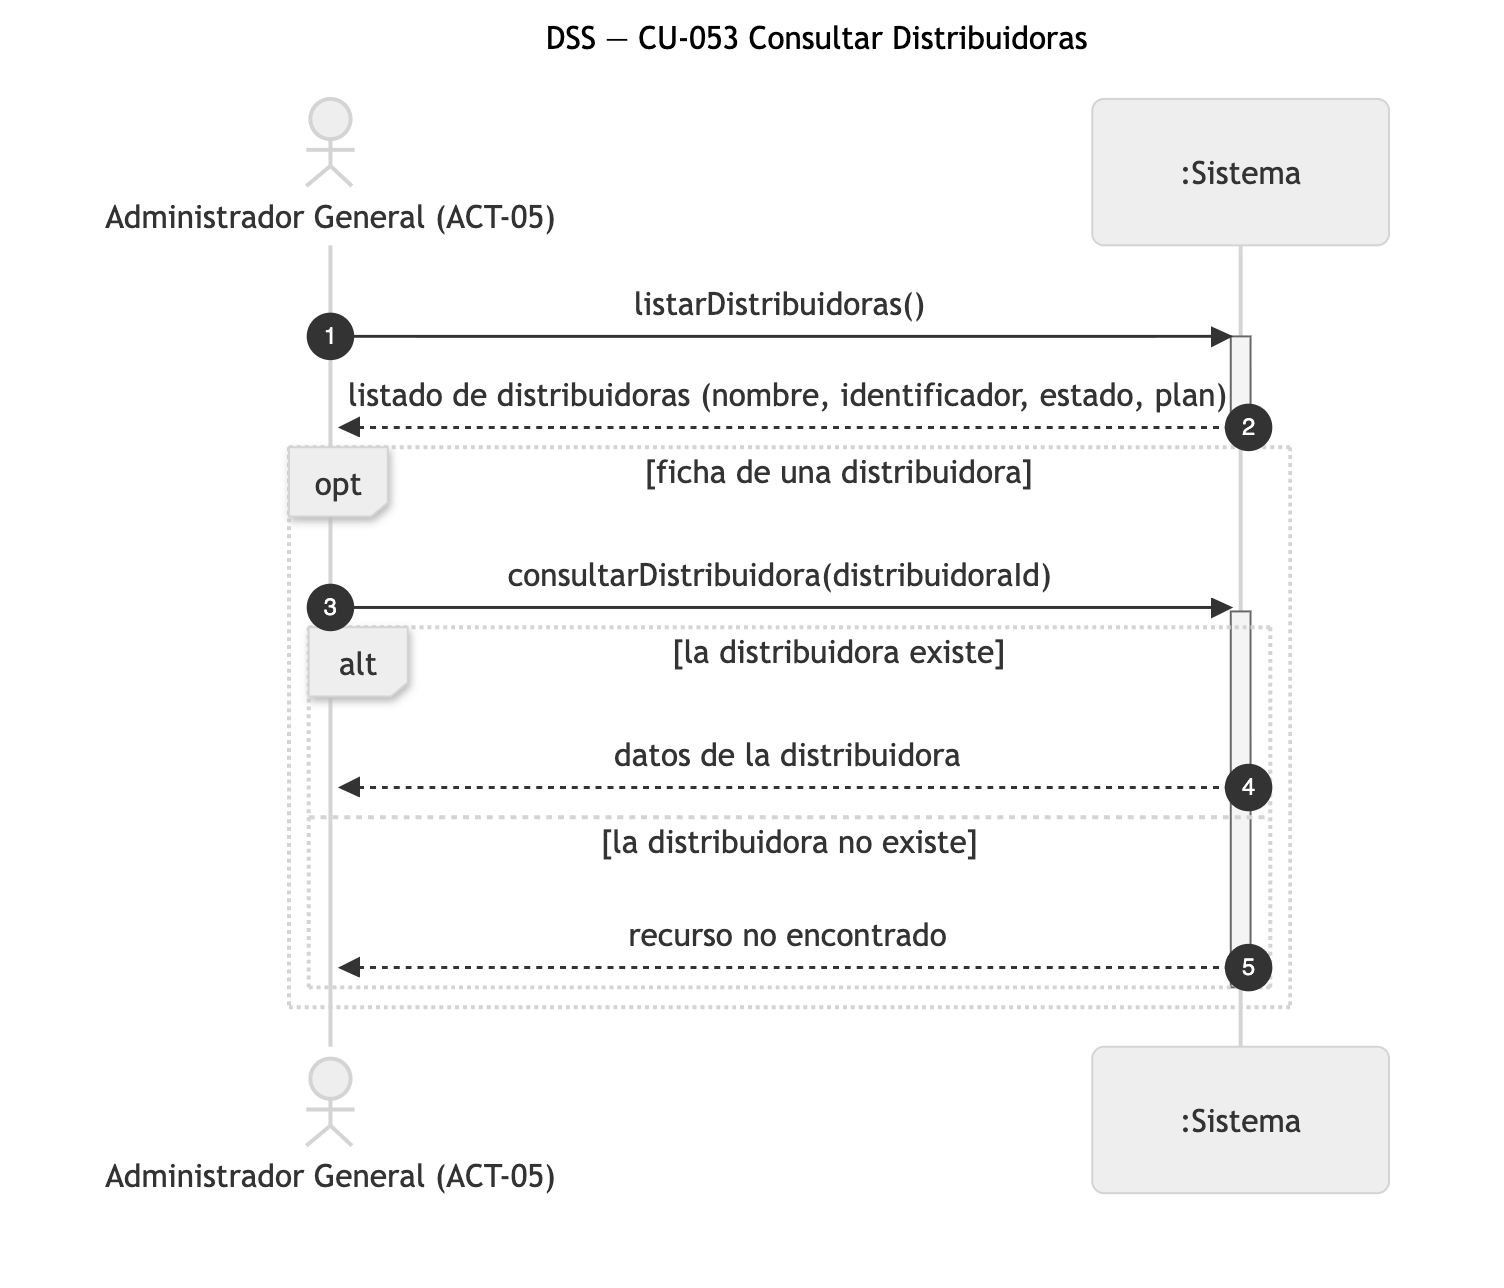 DSS — CU-053 Consultar Distribuidoras
Administrador General (ACT-05)
:Sistema
listarDistribuidoras()
1
listado de distribuidoras (nombre, identificador, estado, plan)
2
opt
[ficha de una distribuidora]
consultarDistribuidora(distribuidoraId)
3
alt
[la distribuidora existe]
datos de la distribuidora
4
[la distribuidora no existe]
recurso no encontrado
5
Administrador General (ACT-05)
:Sistema